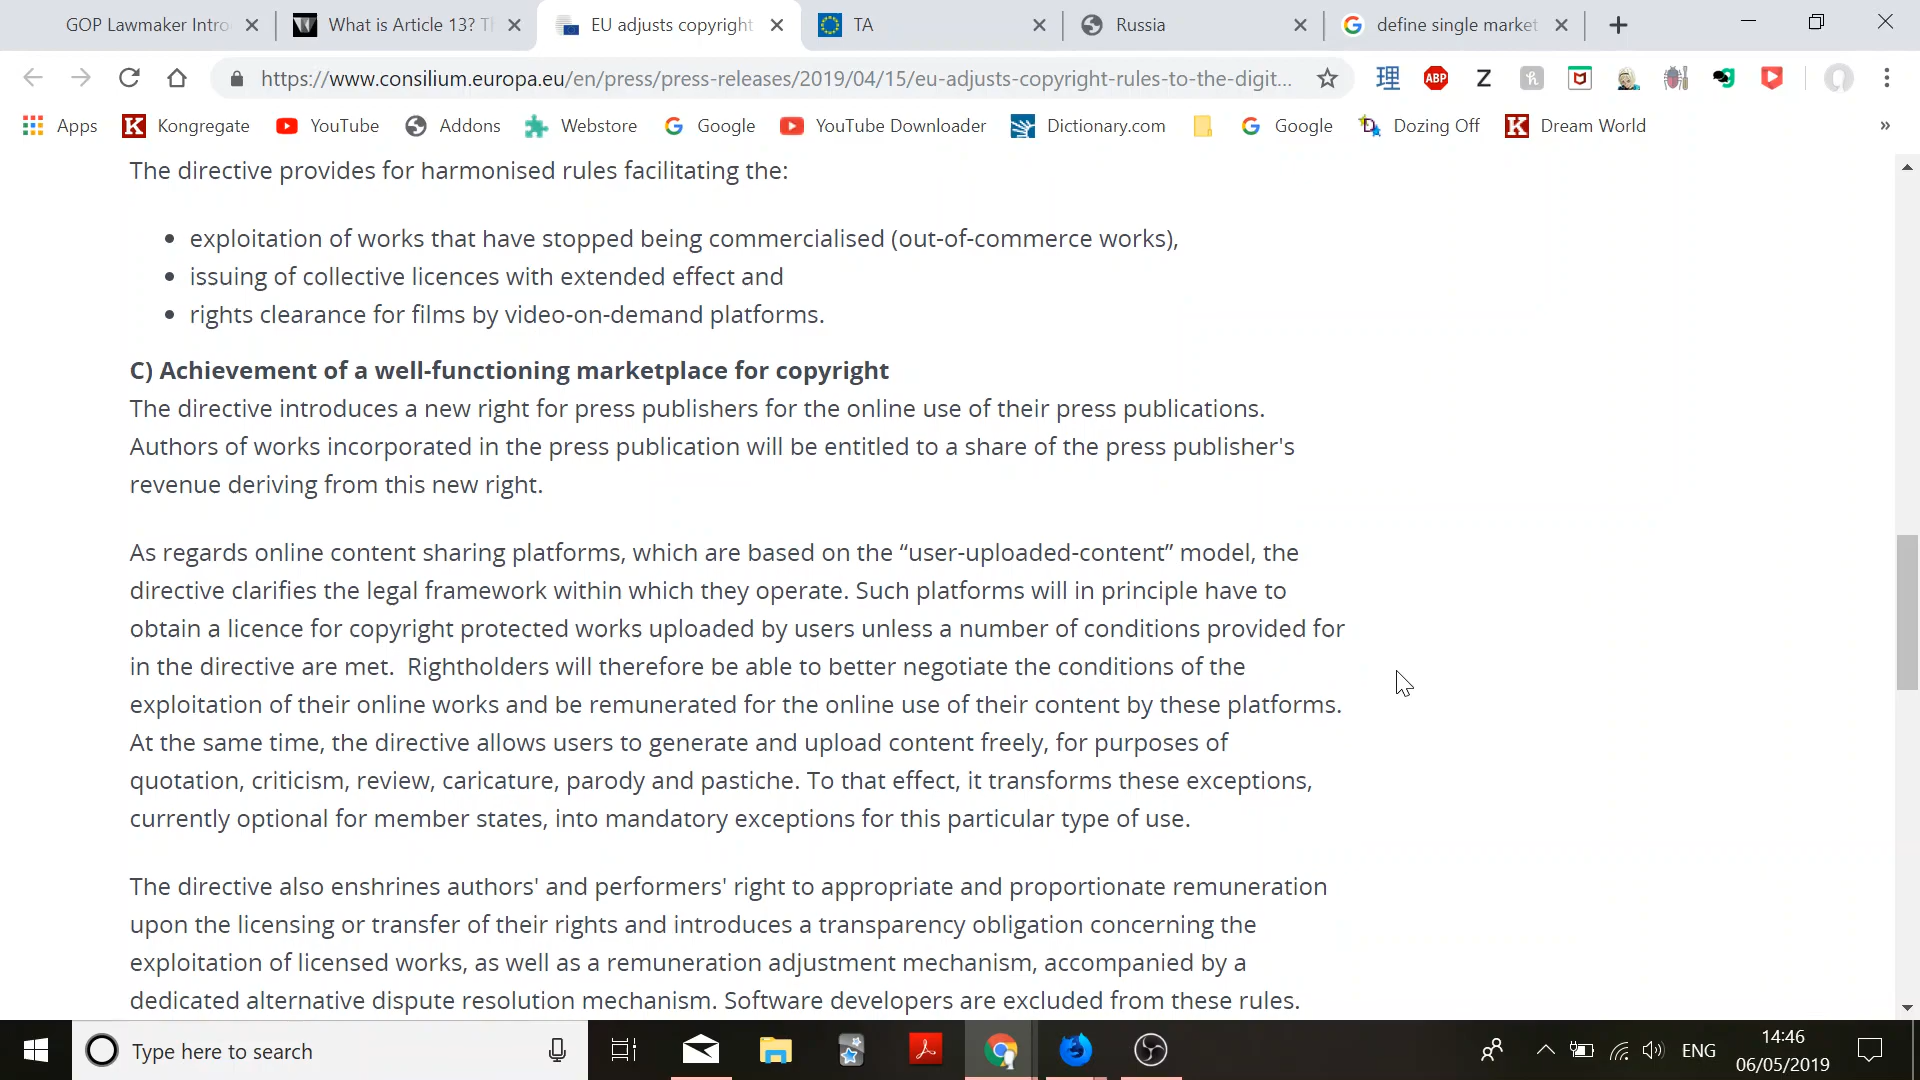 GOP Lawmaker Intro
What is Article 13? Th
EU adjusts copyright
TA
Russia
define single market
https://www.consilium.europa.eu/en/press/press-releases/2019/04/15/eu-adjusts-copyright-rules-to-the-digit...
理
ABP
Z
h
Apps
Kongregate
YouTube
Addons
Webstore
Google
YouTube Downloader
Dictionary.com
Google
Dozing Off
Dream World
»
The directive provides for harmonised rules facilitating the:
• exploitation of works that have stopped being commercialised (out-of-commerce works),
• issuing of collective licences with extended effect and
• rights clearance for films by video-on-demand platforms.
C) Achievement of a well-functioning marketplace for copyright
The directive introduces a new right for press publishers for the online use of their press publications.
Authors of works incorporated in the press publication will be entitled to a share of the press publisher's
revenue deriving from this new right.
As regards online content sharing platforms, which are based on the “user-uploaded-content” model, the
directive clarifies the legal framework within which they operate. Such platforms will in principle have to
obtain a licence for copyright protected works uploaded by users unless a number of conditions provided for
in the directive are met.  Rightholders will therefore be able to better negotiate the conditions of the
exploitation of their online works and be remunerated for the online use of their content by these platforms.
At the same time, the directive allows users to generate and upload content freely, for purposes of
quotation, criticism, review, caricature, parody and pastiche. To that effect, it transforms these exceptions,
currently optional for member states, into mandatory exceptions for this particular type of use.
The directive also enshrines authors' and performers' right to appropriate and proportionate remuneration
upon the licensing or transfer of their rights and introduces a transparency obligation concerning the
exploitation of licensed works, as well as a remuneration adjustment mechanism, accompanied by a
dedicated alternative dispute resolution mechanism. Software developers are excluded from these rules.
Type here to search
ENG
14:46
06/05/2019